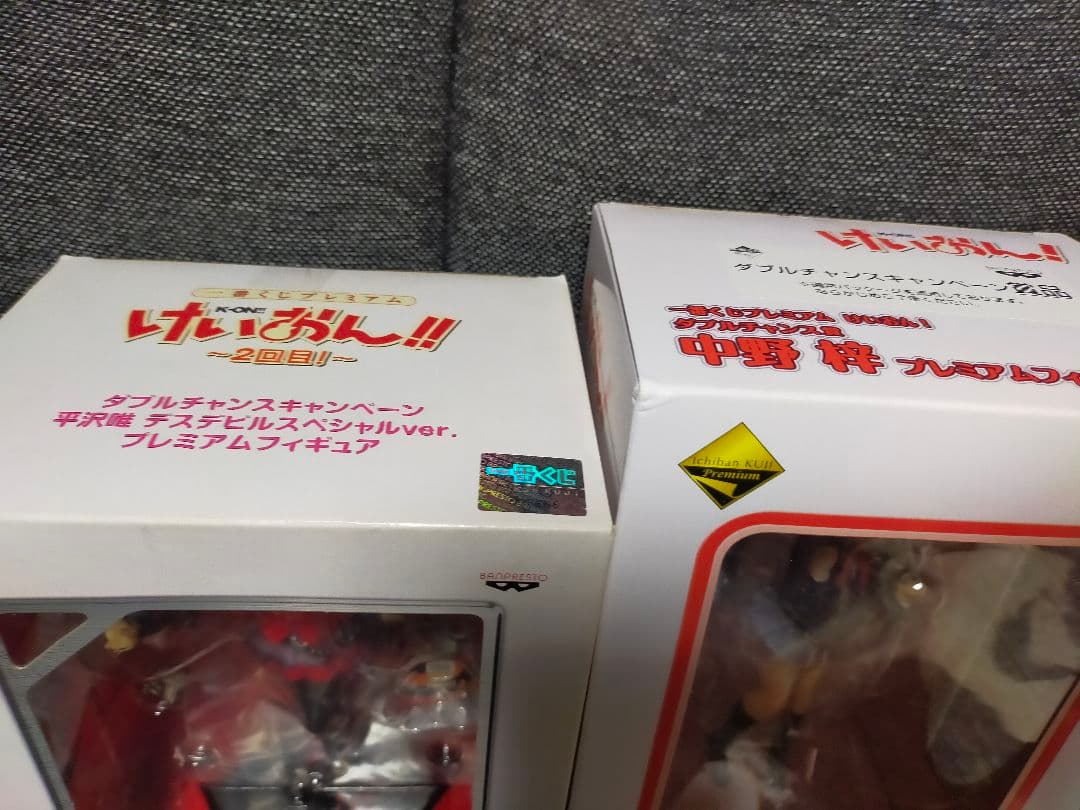 一番くじプレミアム
K-ON!!
けいおん!!
～2回目!～
ダブルチャンスキャンペーン
平沢唯 デスデビルスペシャルver.
プレミアムフィギュア
一番くじ
BANPRESTO
けいおん!
ダブルチャンスキャンペーン
一番くじプレミアム けいおん!
ダブルチャンス賞
中野 梓 プレミアムフィ
Ichiban KUJI
Premium